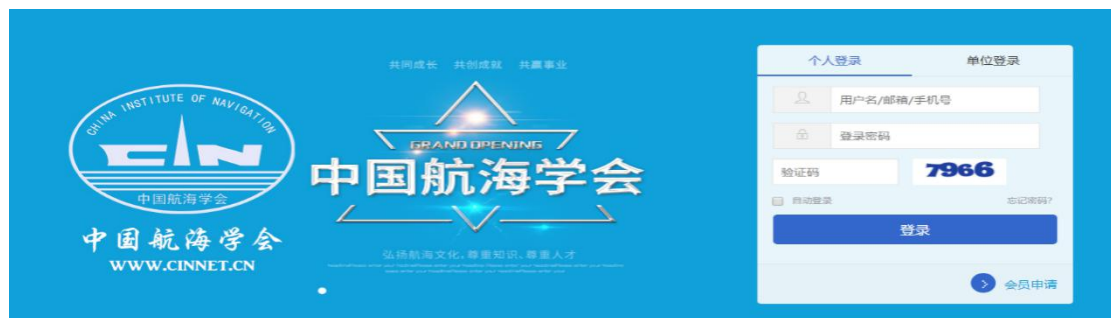 CHINA INSTITUTE OF NAVIGATION
CIN
中国航海学会
中国航海学会
WWW.CINNET.CN
共同成长 共创成就 共赢事业
GRAND OPENING
中国航海学会
弘扬航海文化、尊重知识、尊重人才
个人登录 单位登录
用户名/邮箱/手机号
登录密码
验证码 7966
自动登录 忘记密码?
登录
会员申请